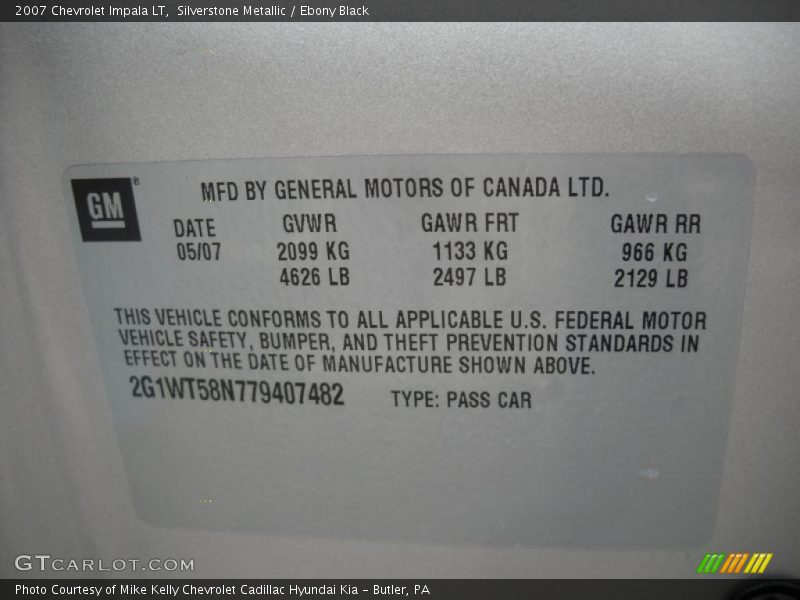 2007 Chevrolet Impala LT, Silverstone Metallic / Ebony Black
GM®
MFD BY GENERAL MOTORS OF CANADA LTD.
DATE GVWR GAWR FRT GAWR RR
05/07 2099 KG 1133 KG 966 KG
4626 LB 2497 LB 2129 LB
THIS VEHICLE CONFORMS TO ALL APPLICABLE U.S. FEDERAL MOTOR
VEHICLE SAFETY, BUMPER, AND THEFT PREVENTION STANDARDS IN
EFFECT ON THE DATE OF MANUFACTURE SHOWN ABOVE.
2G1WT58N779407482 TYPE: PASS CAR
GTCARLOT.COM
Photo Courtesy of Mike Kelly Chevrolet Cadillac Hyundai Kia – Butler, PA